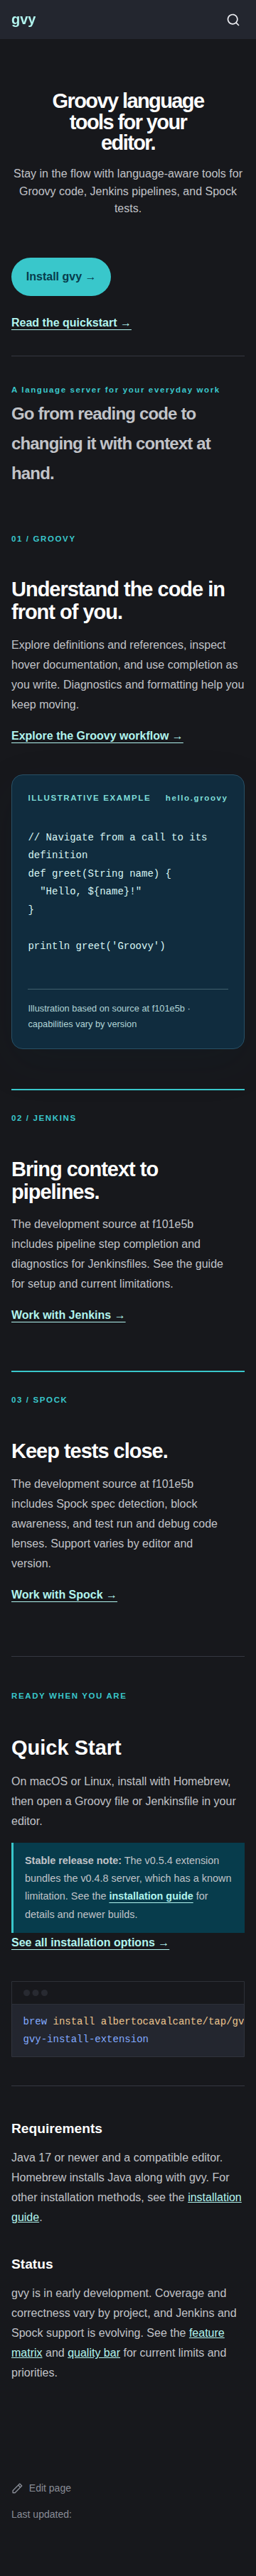 gvy
Groovy language
tools for your
editor.
Stay in the flow with language-aware tools for
Groovy code, Jenkins pipelines, and Spock
tests.
Install gvy →
Read the quickstart →
A language server for your everyday work
Go from reading code to
changing it with context at
hand.
01 / GROOVY
Understand the code in
front of you.
Explore definitions and references, inspect
hover documentation, and use completion as
you write. Diagnostics and formatting help you
keep moving.
Explore the Groovy workflow →
ILLUSTRATIVE EXAMPLE hello.groovy
// Navigate from a call to its
definition
def greet(String name) {
"Hello, ${name}!"
}
println greet('Groovy')
Illustration based on source at f101e5b ·
capabilities vary by version
02 / JENKINS
Bring context to
pipelines.
The development source at f101e5b
includes pipeline step completion and
diagnostics for Jenkinsfiles. See the guide
for setup and current limitations.
Work with Jenkins →
03 / SPOCK
Keep tests close.
The development source at f101e5b
includes Spock spec detection, block
awareness, and test run and debug code
lenses. Support varies by editor and
version.
Work with Spock →
READY WHEN YOU ARE
Quick Start
On macOS or Linux, install with Homebrew,
then open a Groovy file or Jenkinsfile in your
editor.
Stable release note: The v0.5.4 extension
bundles the v0.4.8 server, which has a known
limitation. See the installation guide for
details and newer builds.
See all installation options →
brew install albertocavalcante/tap/gv
gvy-install-extension
Requirements
Java 17 or newer and a compatible editor.
Homebrew installs Java along with gvy. For
other installation methods, see the installation
guide.
Status
gvy is in early development. Coverage and
correctness vary by project, and Jenkins and
Spock support is evolving. See the feature
matrix and quality bar for current limits and
priorities.
Edit page
Last updated: